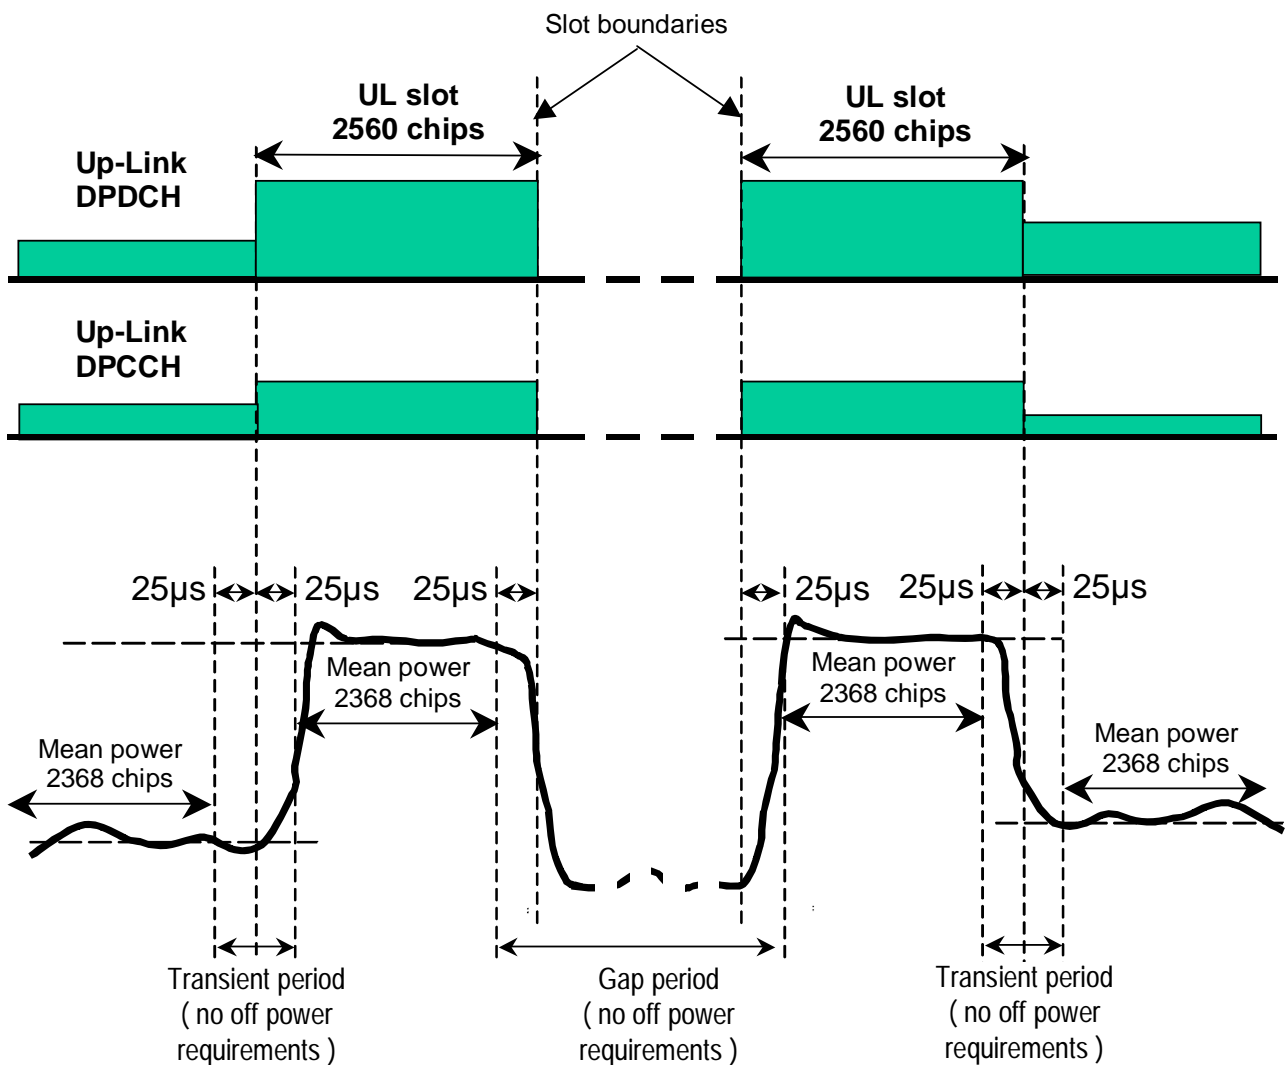 Slot boundaries
UL slot
2560 chips
UL slot
2560 chips
Up-Link
DPDCH
Up-Link
DPCCH
25µs
25µs
25µs
25µs
25µs
25µs
Mean power
2368 chips
Mean power
2368 chips
Mean power
2368 chips
Mean power
2368 chips
Transient period
( no off power
requirements )
Gap period
( no off power
requirements )
Transient period
( no off power
requirements )